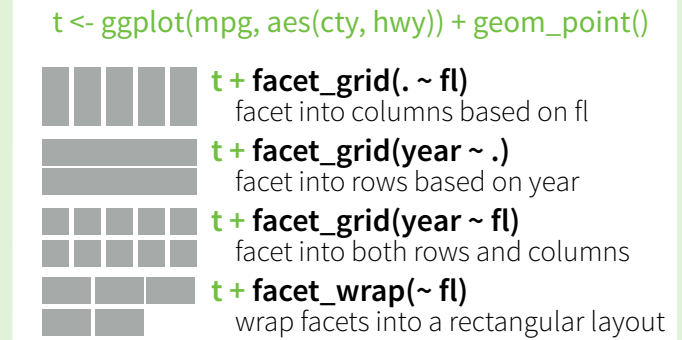 t <- ggplot(mpg, aes(cty, hwy)) + geom_point()
t + facet_grid(. ~ fl)
facet into columns based on fl
t + facet_grid(year ~ .)
facet into rows based on year
t + facet_grid(year ~ fl)
facet into both rows and columns
t + facet_wrap(~ fl)
wrap facets into a rectangular layout